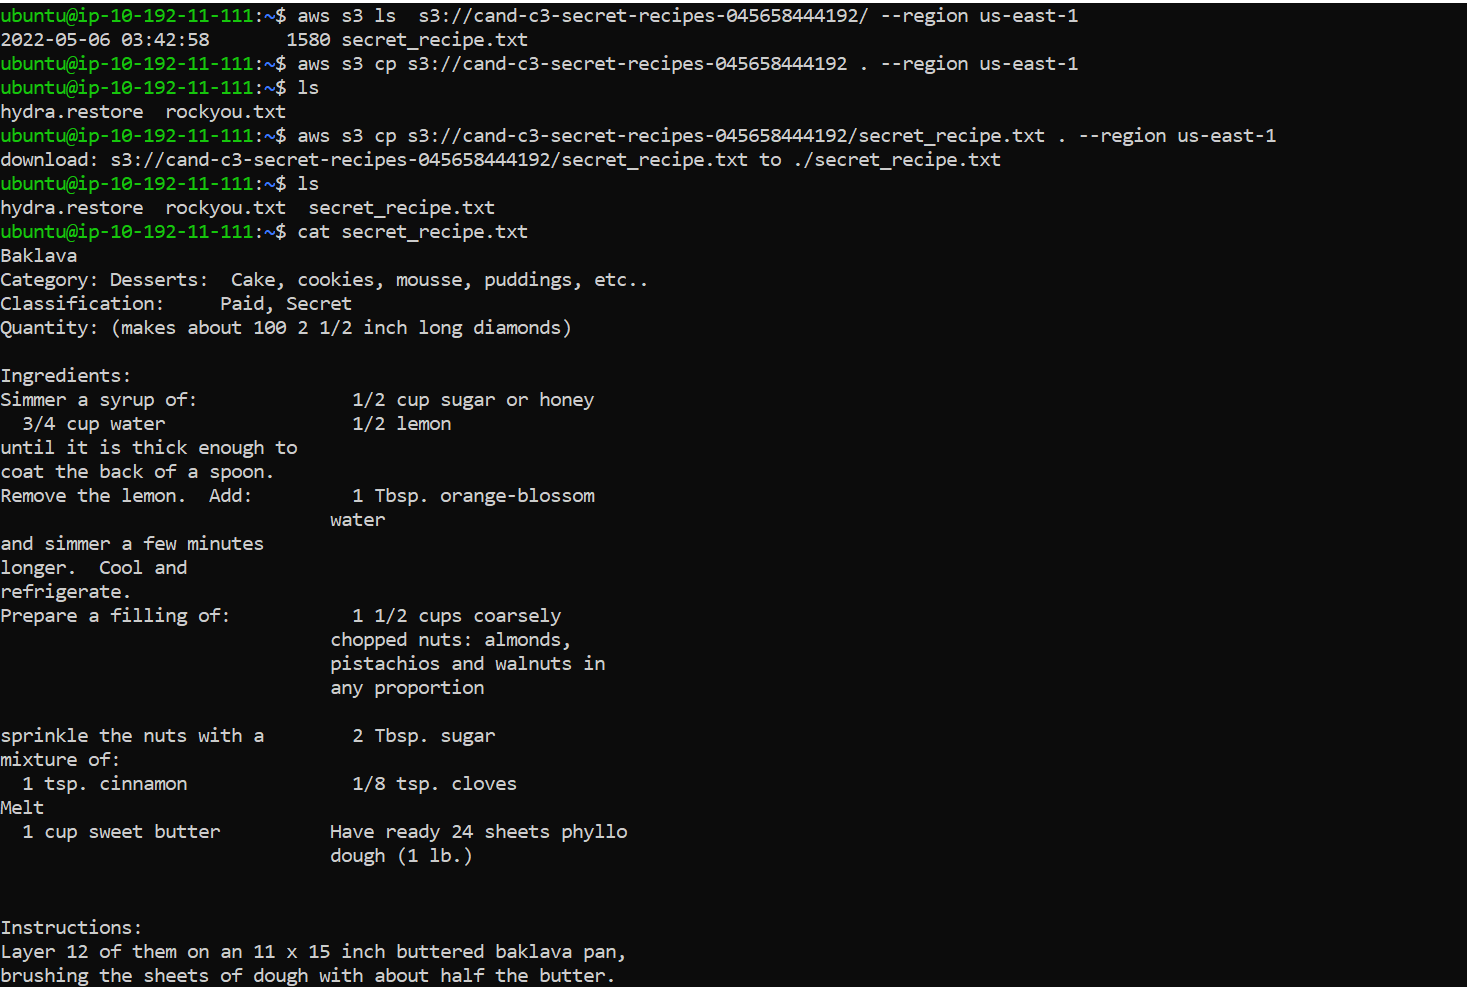 ubuntu@ip-10-192-11-111:~$ aws s3 ls  s3://cand-c3-secret-recipes-045658444192/ --region us-east-1
2022-05-06 03:42:58       1580 secret_recipe.txt
ubuntu@ip-10-192-11-111:~$ aws s3 cp s3://cand-c3-secret-recipes-045658444192 . --region us-east-1
ubuntu@ip-10-192-11-111:~$ ls
hydra.restore  rockyou.txt
ubuntu@ip-10-192-11-111:~$ aws s3 cp s3://cand-c3-secret-recipes-045658444192/secret_recipe.txt . --region us-east-1
download: s3://cand-c3-secret-recipes-045658444192/secret_recipe.txt to ./secret_recipe.txt
ubuntu@ip-10-192-11-111:~$ ls
hydra.restore  rockyou.txt  secret_recipe.txt
ubuntu@ip-10-192-11-111:~$ cat secret_recipe.txt
Baklava
Category: Desserts:  Cake, cookies, mousse, puddings, etc..
Classification:     Paid, Secret
Quantity: (makes about 100 2 1/2 inch long diamonds)

Ingredients:
Simmer a syrup of:              1/2 cup sugar or honey
  3/4 cup water                 1/2 lemon
until it is thick enough to
coat the back of a spoon.
Remove the lemon.  Add:         1 Tbsp. orange-blossom
                              water
and simmer a few minutes
longer.  Cool and
refrigerate.
Prepare a filling of:           1 1/2 cups coarsely
                              chopped nuts: almonds,
                              pistachios and walnuts in
                              any proportion

sprinkle the nuts with a        2 Tbsp. sugar
mixture of:
  1 tsp. cinnamon               1/8 tsp. cloves
Melt
  1 cup sweet butter          Have ready 24 sheets phyllo
                              dough (1 lb.)


Instructions:
Layer 12 of them on an 11 x 15 inch buttered baklava pan,
brushing the sheets of dough with about half the butter.